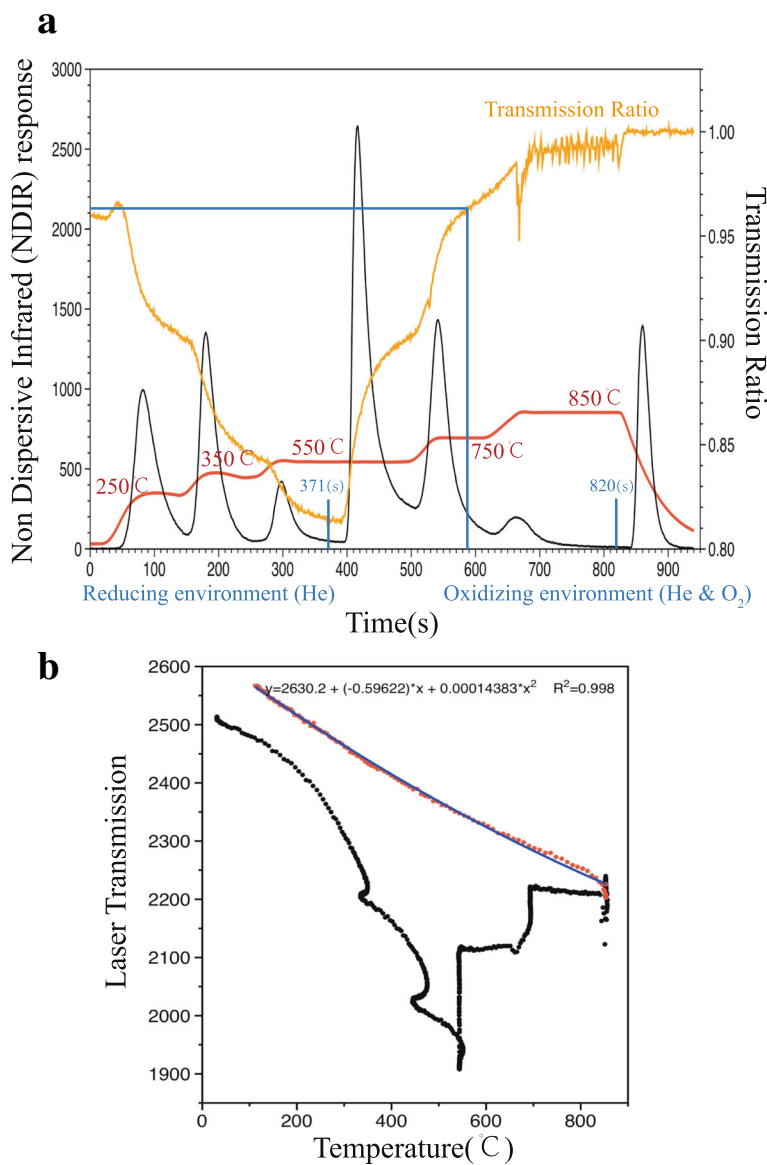 a
Non Dispersive Infrared (NDIR) response
3000
2500
2000
1500
1000
500
0
Transmission Ratio
1.00
0.95
0.90
0.85
0.80
Transmission Ratio
250℃
350℃
550℃
750℃
850℃
371(s)
820(s)
0 100 200 300 400 500 600 700 800 900
Reducing environment (He)
Oxidizing environment (He & O₂)
Time(s)
b
Laser Transmission
2600
2500
2400
2300
2200
2100
2000
1900
y=2630.2 + (-0.59622)*x + 0.00014383*x² R²=0.998
0 200 400 600 800
Temperature(℃)